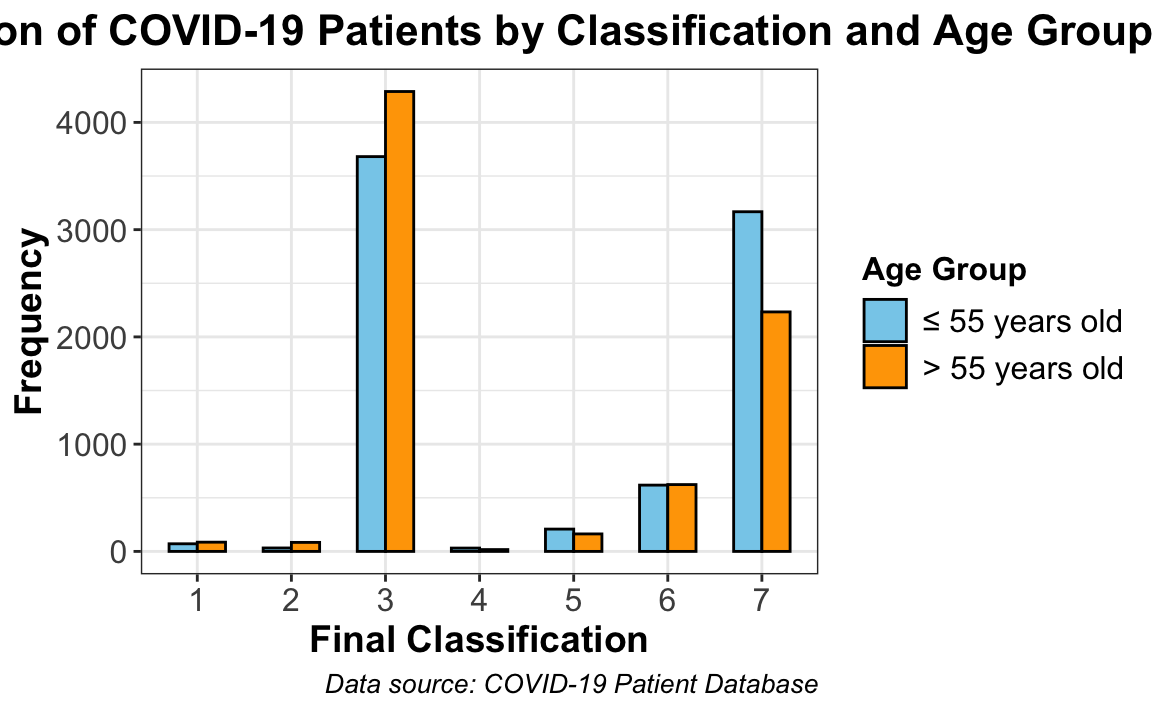 on of COVID-19 Patients by Classification and Age Group
Frequency
4000
3000
2000
1000
0
1 2 3 4 5 6 7
Final Classification
Data source: COVID-19 Patient Database
Age Group
≤ 55 years old
> 55 years old